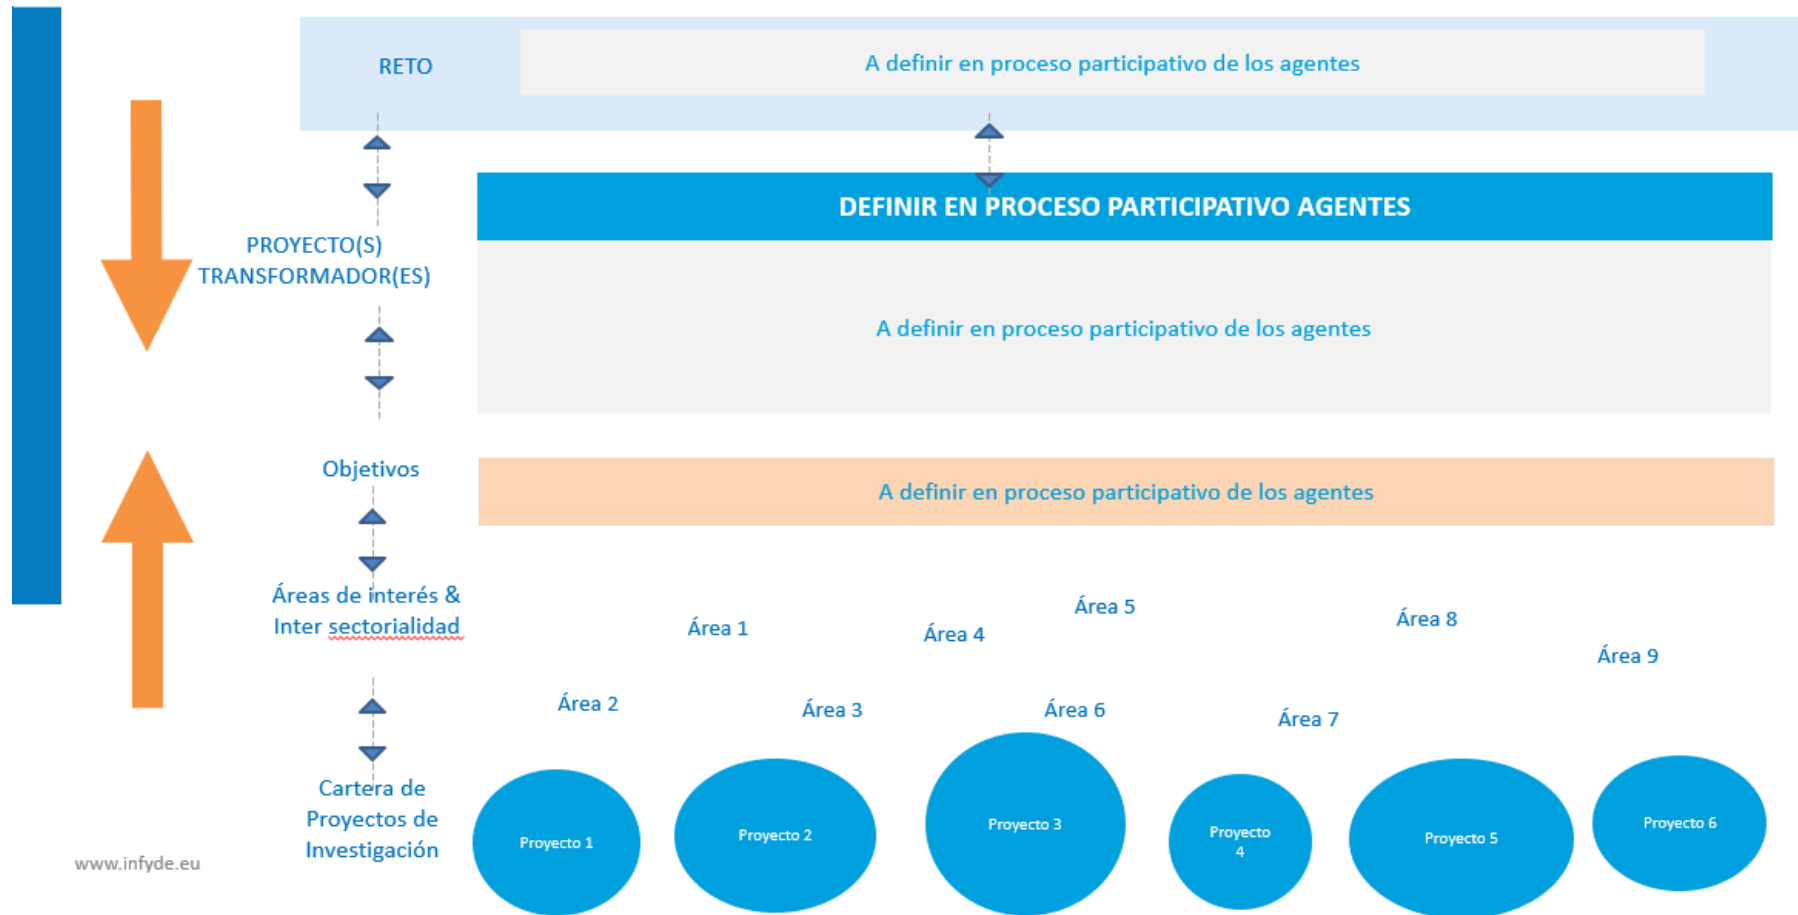 RETO
A definir en proceso participativo de los agentes
DEFINIR EN PROCESO PARTICIPATIVO AGENTES
PROYECTO(S)
TRANSFORMADOR(ES)
A definir en proceso participativo de los agentes
Objetivos
A definir en proceso participativo de los agentes
Áreas de interés &
Inter sectorialidad
Área 1
Área 4
Área 5
Área 8
Área 9
Área 2
Área 3
Área 6
Área 7
Cartera de
Proyectos de
Investigación
Proyecto 1
Proyecto 2
Proyecto 3
Proyecto
4
Proyecto 5
Proyecto 6
www.infyde.eu